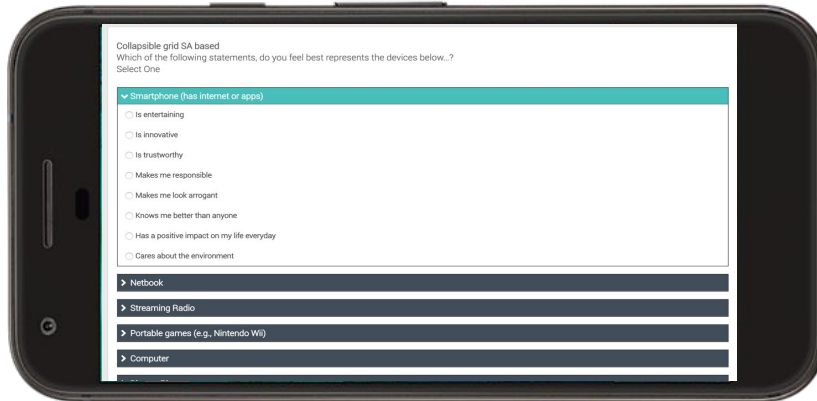 Collapsible grid SA based
Which of the following statements, do you feel best represents the devices below...?
Select One
Smartphone (has internet or apps)
Is entertaining
Is innovative
Is trustworthy
Makes me responsible
Makes me look arrogant
Knows me better than anyone
Has a positive impact on my life everyday
Cares about the environment
Netbook
Streaming Radio
Portable games (e.g., Nintendo Wii)
Computer